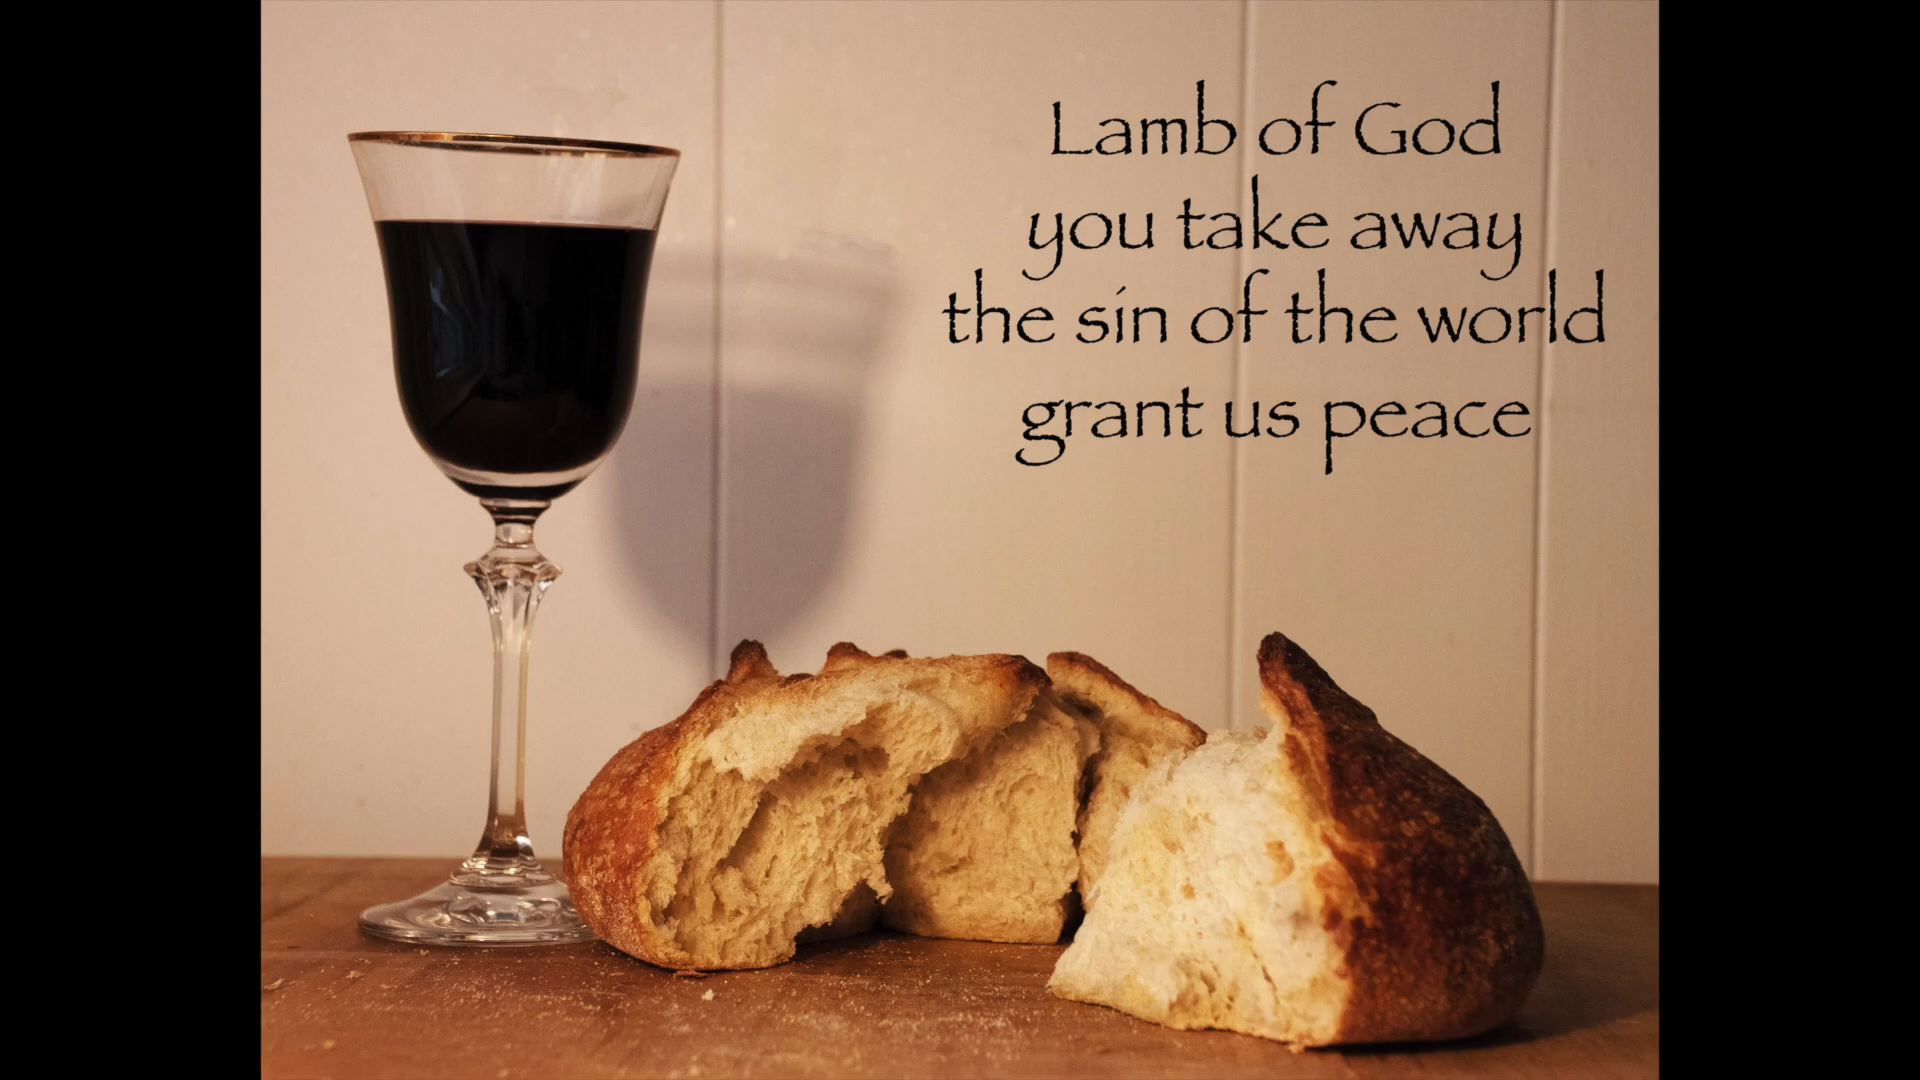 Lamb of God
you take away
the sin of the world
grant us peace